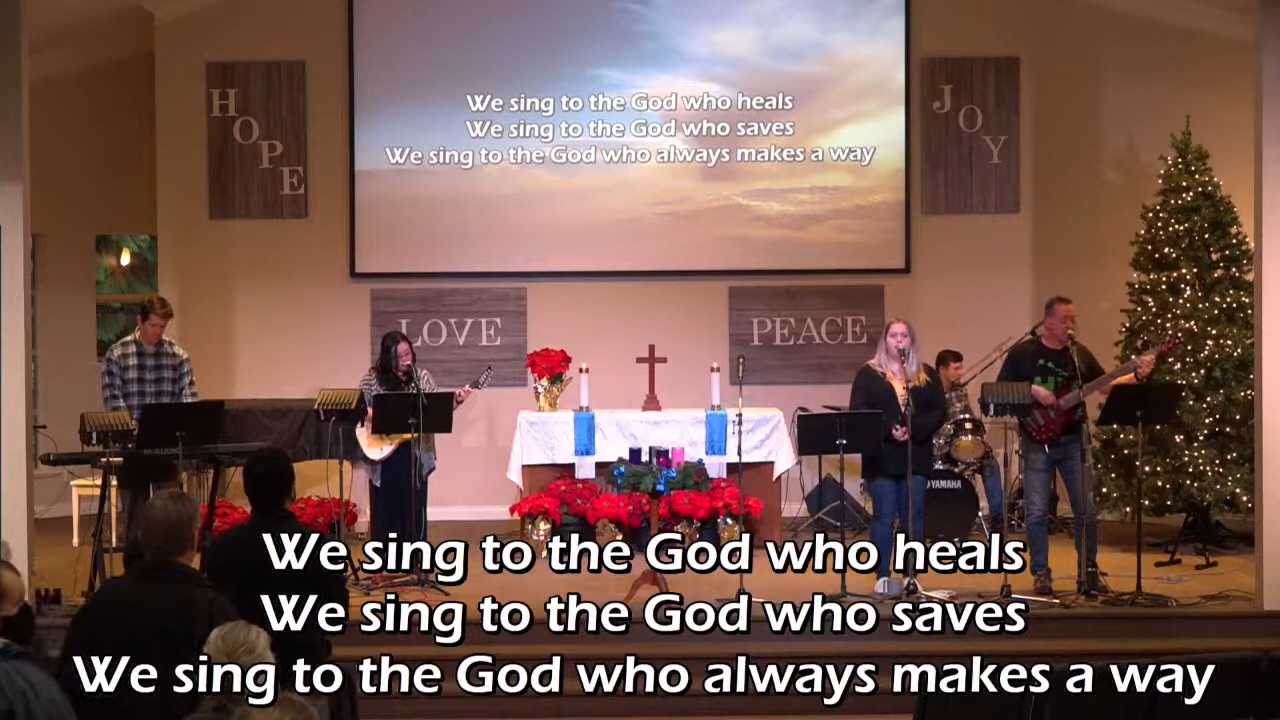 We sing to the God who heals
We sing to the God who saves
We sing to the God who always makes a way
HOPE
JOY
LOVE
PEACE
YAMAHA
We sing to the God who heals
We sing to the God who saves
We sing to the God who always makes a way